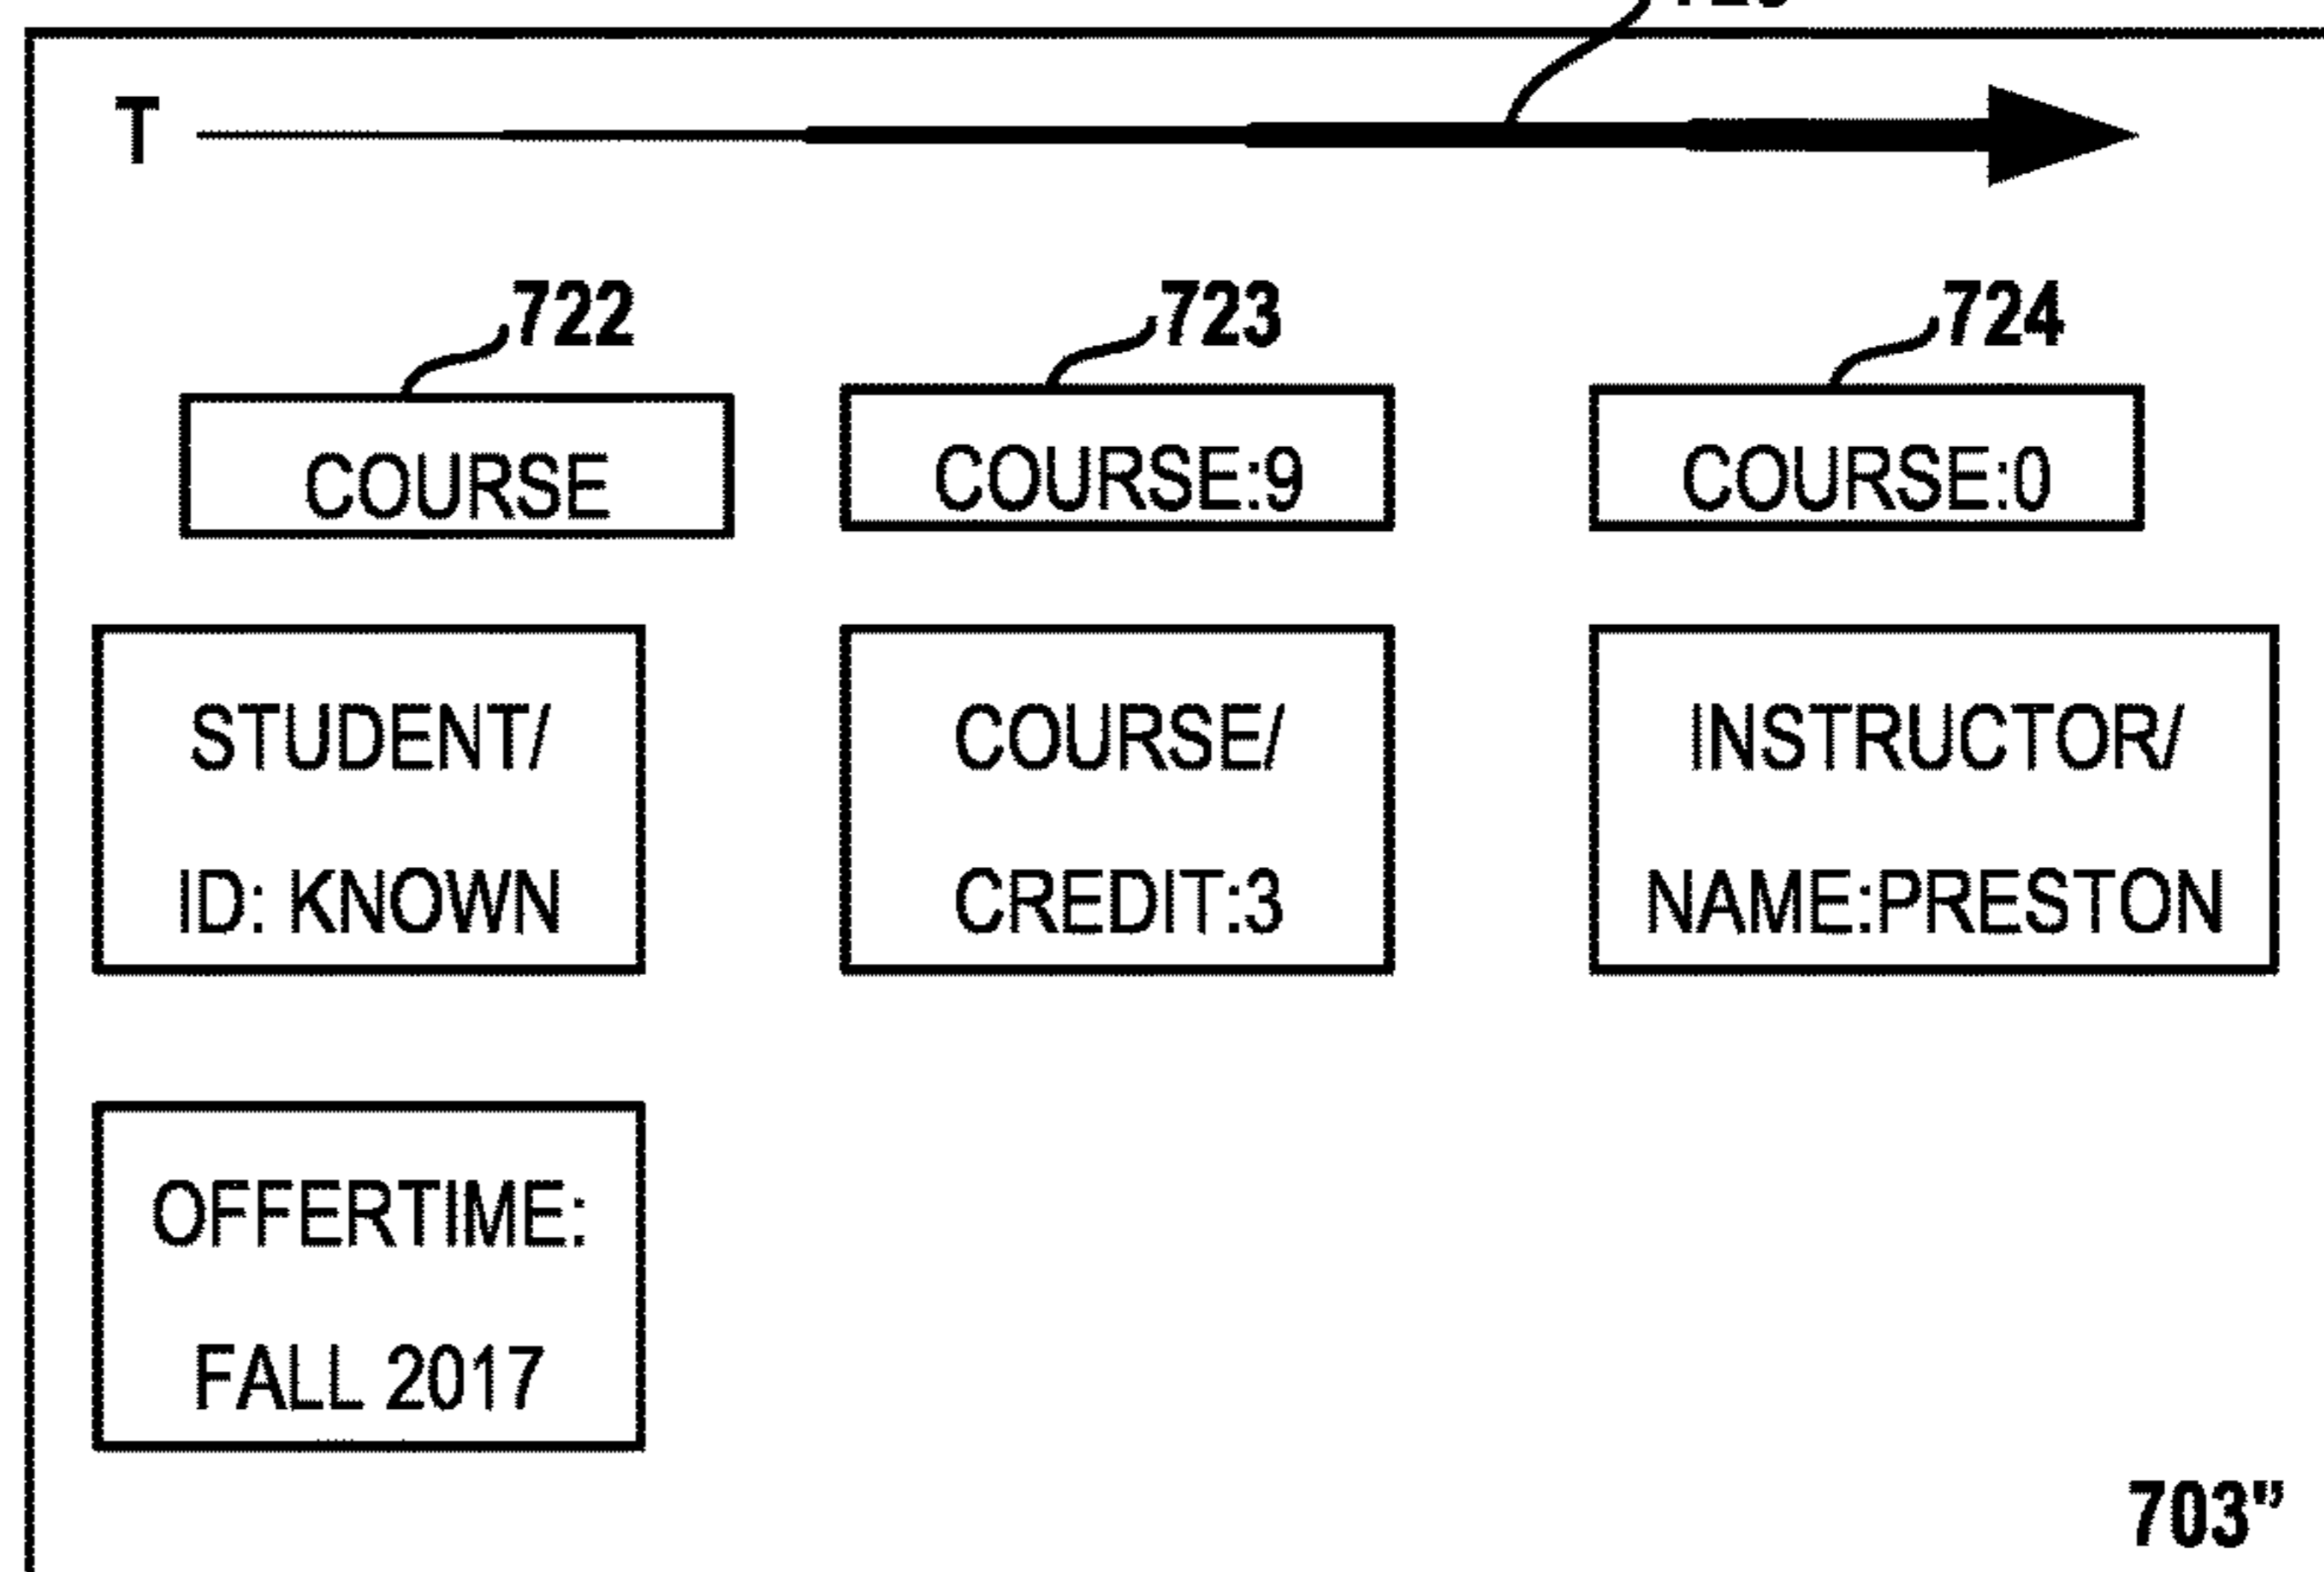 T
722
723
724
COURSE
COURSE:9
COURSE:0
STUDENT/
ID: KNOWN
COURSE/
CREDIT:3
INSTRUCTOR/
NAME:PRESTON
OFFERTIME:
FALL 2017
703"